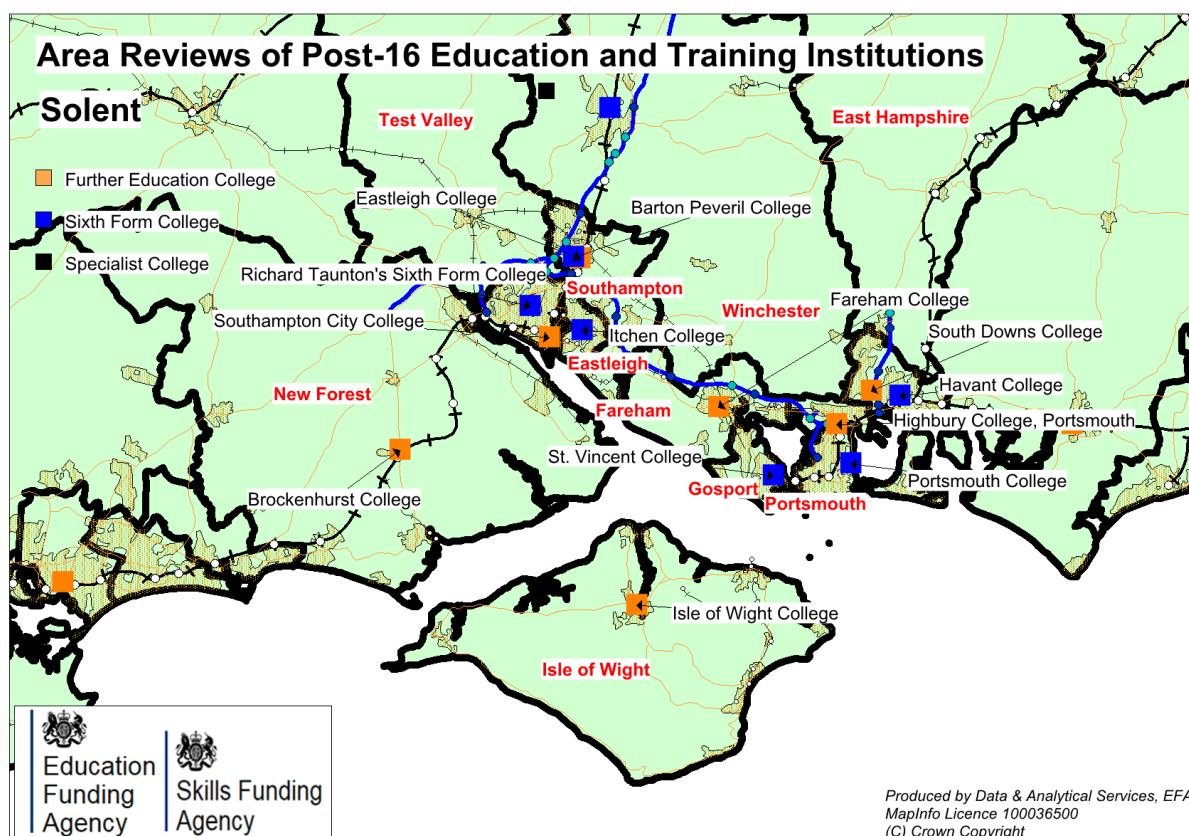 Area Reviews of Post-16 Education and Training Institutions
Solent
Test Valley
East Hampshire
Further Education College
Sixth Form College
Specialist College
Eastleigh College
Barton Peveril College
Richard Taunton's Sixth Form College
Southampton
Southampton City College
Winchester
Fareham College
South Downs College
Itchen College
Eastleigh
New Forest
Fareham
Havant College
Highbury College, Portsmouth
St. Vincent College
Portsmouth College
Gosport
Portsmouth
Brockenhurst College
Isle of Wight College
Isle of Wight
Education
Funding
Agency
Skills Funding
Agency
Produced by Data & Analytical Services, EFA
MapInfo Licence 100036500
(C) Crown Copyright